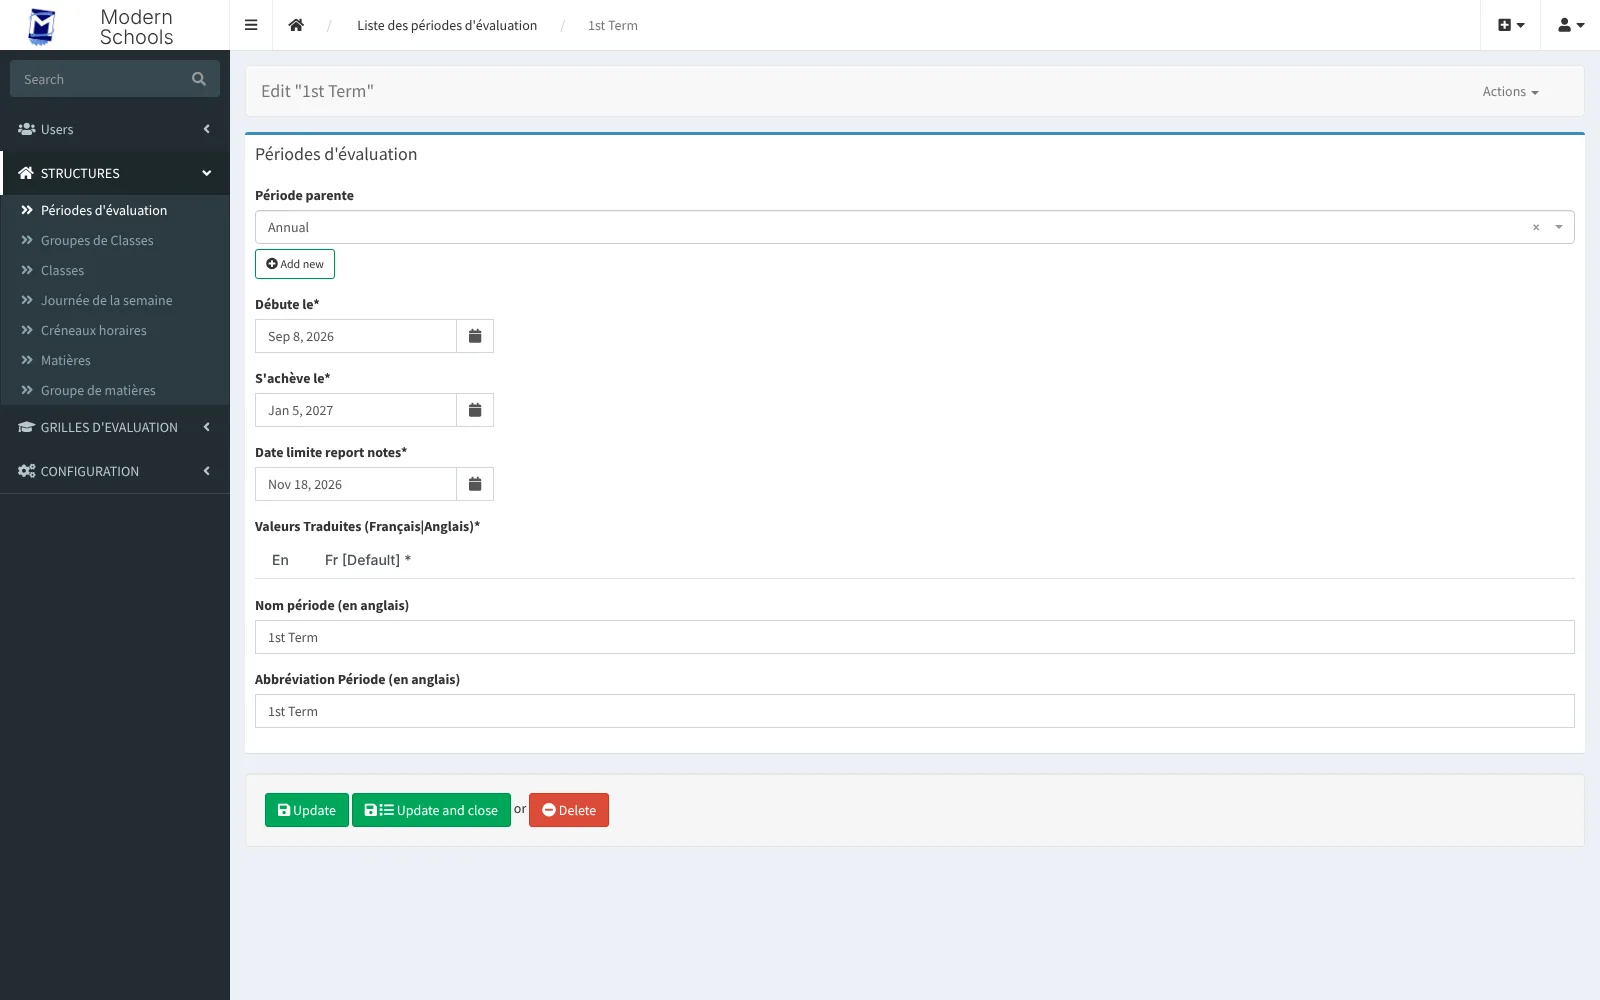 Modern
Schools
/ Liste des périodes d'évaluation / 1st Term
Search
Users
STRUCTURES
Périodes d'évaluation
Groupes de Classes
Classes
Journée de la semaine
Créneaux horaires
Matières
Groupe de matières
GRILLES D'EVALUATION
CONFIGURATION
Edit "1st Term"
Actions
Périodes d'évaluation
Période parente
Annual ×
Add new
Débute le*
Sep 8, 2026
S'achève le*
Jan 5, 2027
Date limite report notes*
Nov 18, 2026
Valeurs Traduites (Français|Anglais)*
En Fr [Default] *
Nom période (en anglais)
1st Term
Abbréviation Période (en anglais)
1st Term
Update Update and close or Delete